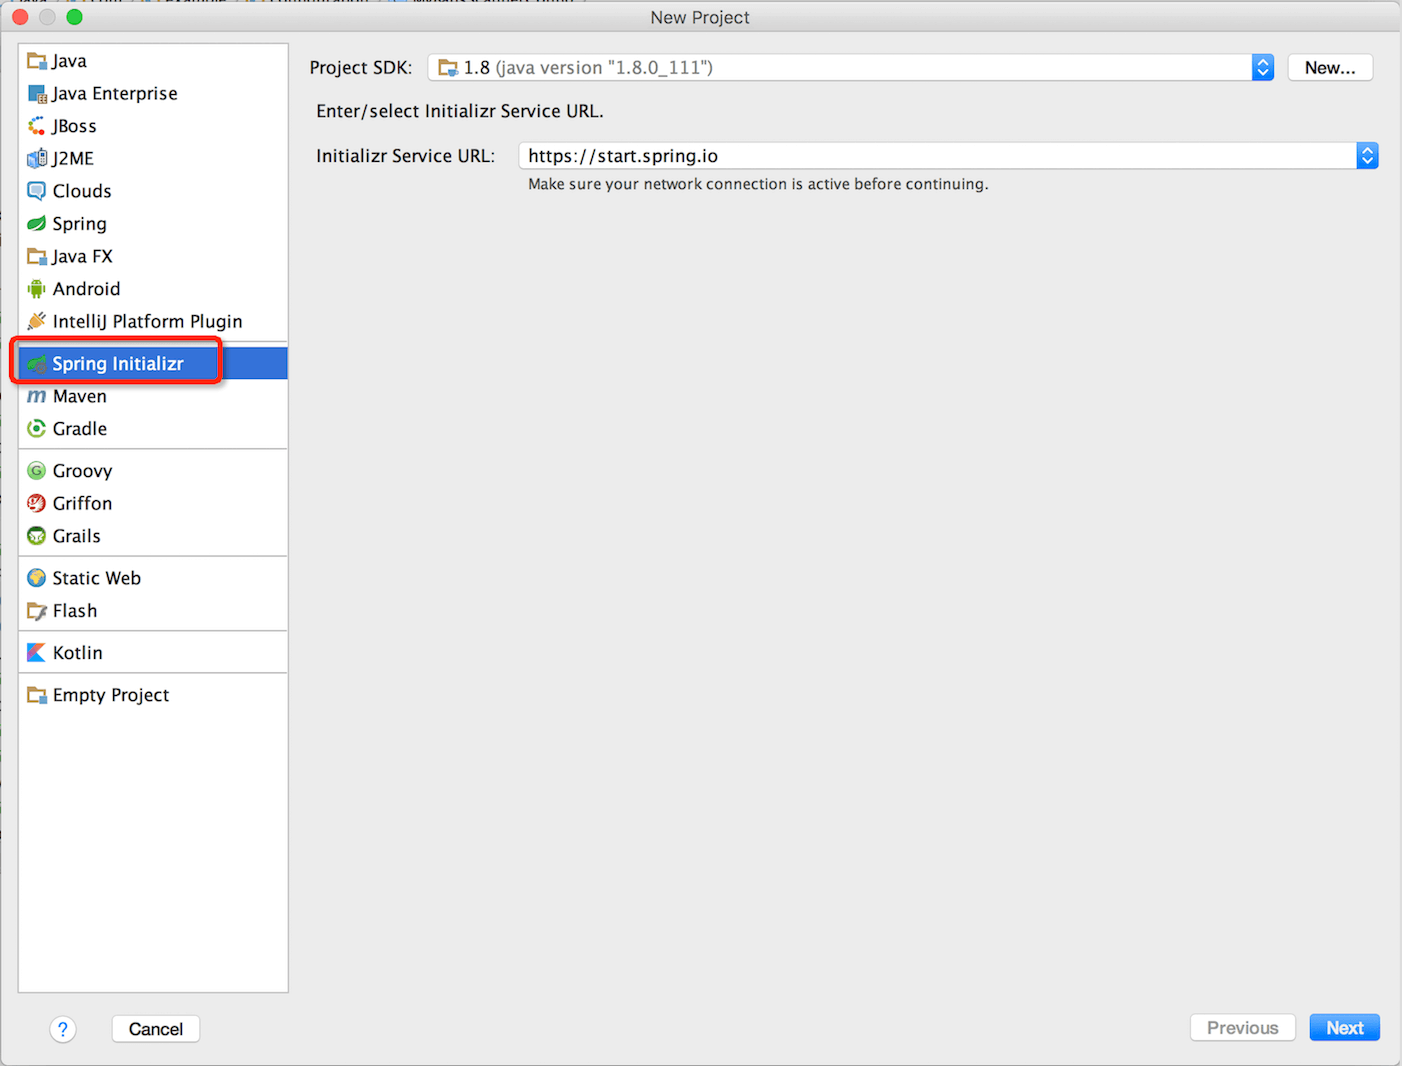 New Project
Java
Java Enterprise
JBoss
J2ME
Clouds
Spring
Java FX
Android
IntelliJ Platform Plugin
Spring Initializr
Maven
Gradle
Groovy
Griffon
Grails
Static Web
Flash
Kotlin
Empty Project
Project SDK: 1.8 (java version "1.8.0_111") New...
Enter/select Initializr Service URL.
Initializr Service URL: https://start.spring.io
Make sure your network connection is active before continuing.
? Cancel Previous Next